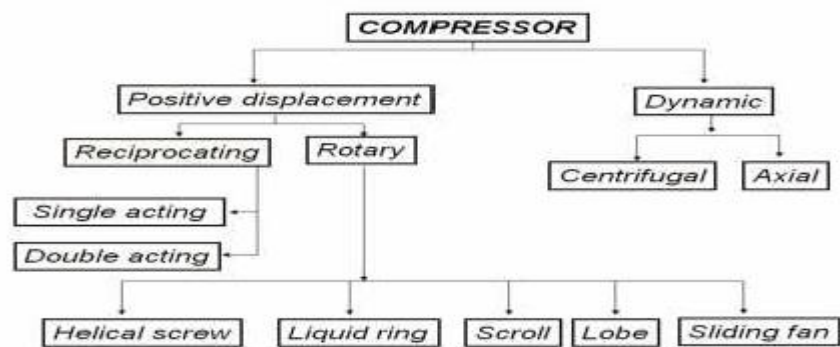 COMPRESSOR
Positive displacement Dynamic
Reciprocating Rotary Centrifugal Axial
Single acting
Double acting
Helical screw Liquid ring Scroll Lobe Sliding fan